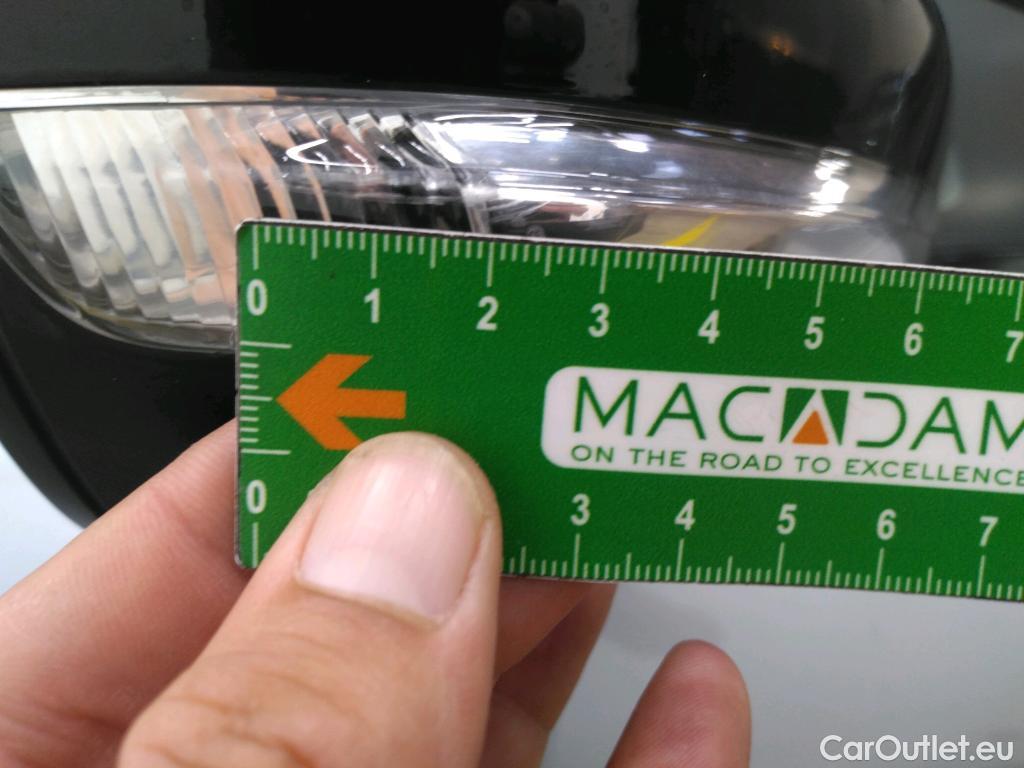 0 1 2 3 4 5 6 7
MACADAM
ON THE ROAD TO EXCELLENCE
0 3 4 5 6 7
CarOutlet.eu